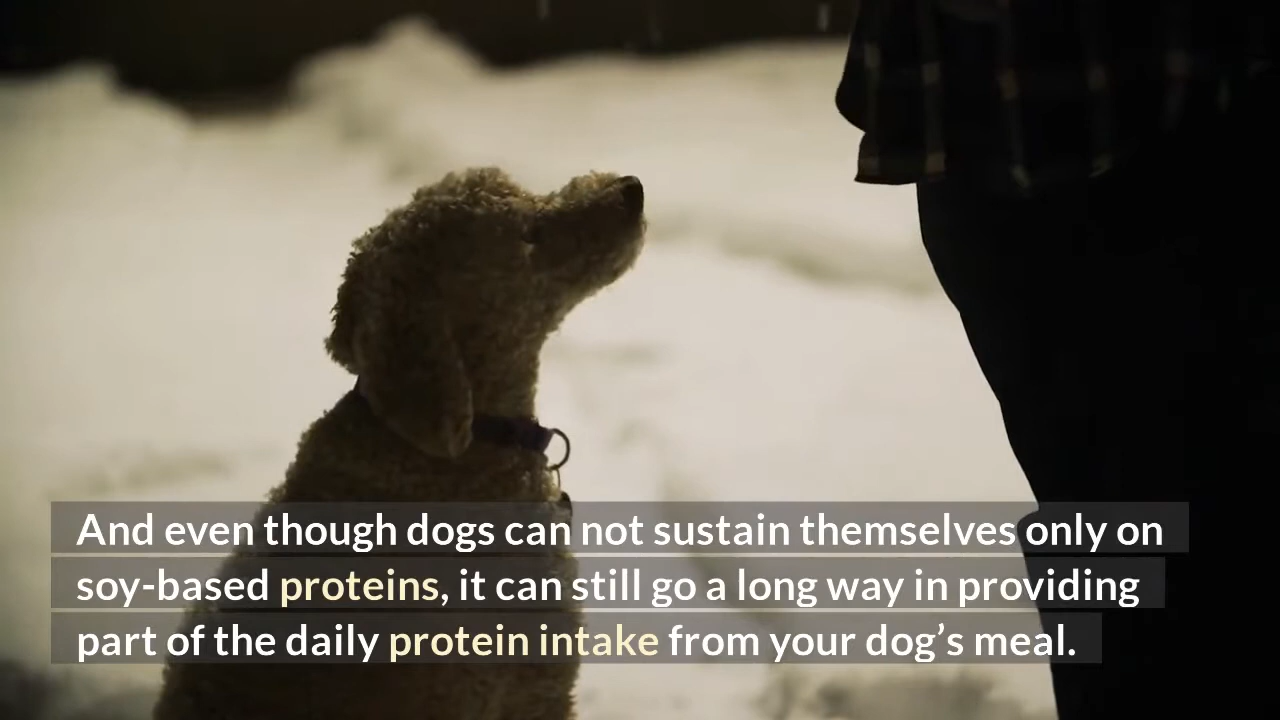 And even though dogs can not sustain themselves only on
soy-based proteins, it can still go a long way in providing
part of the daily protein intake from your dog’s meal.